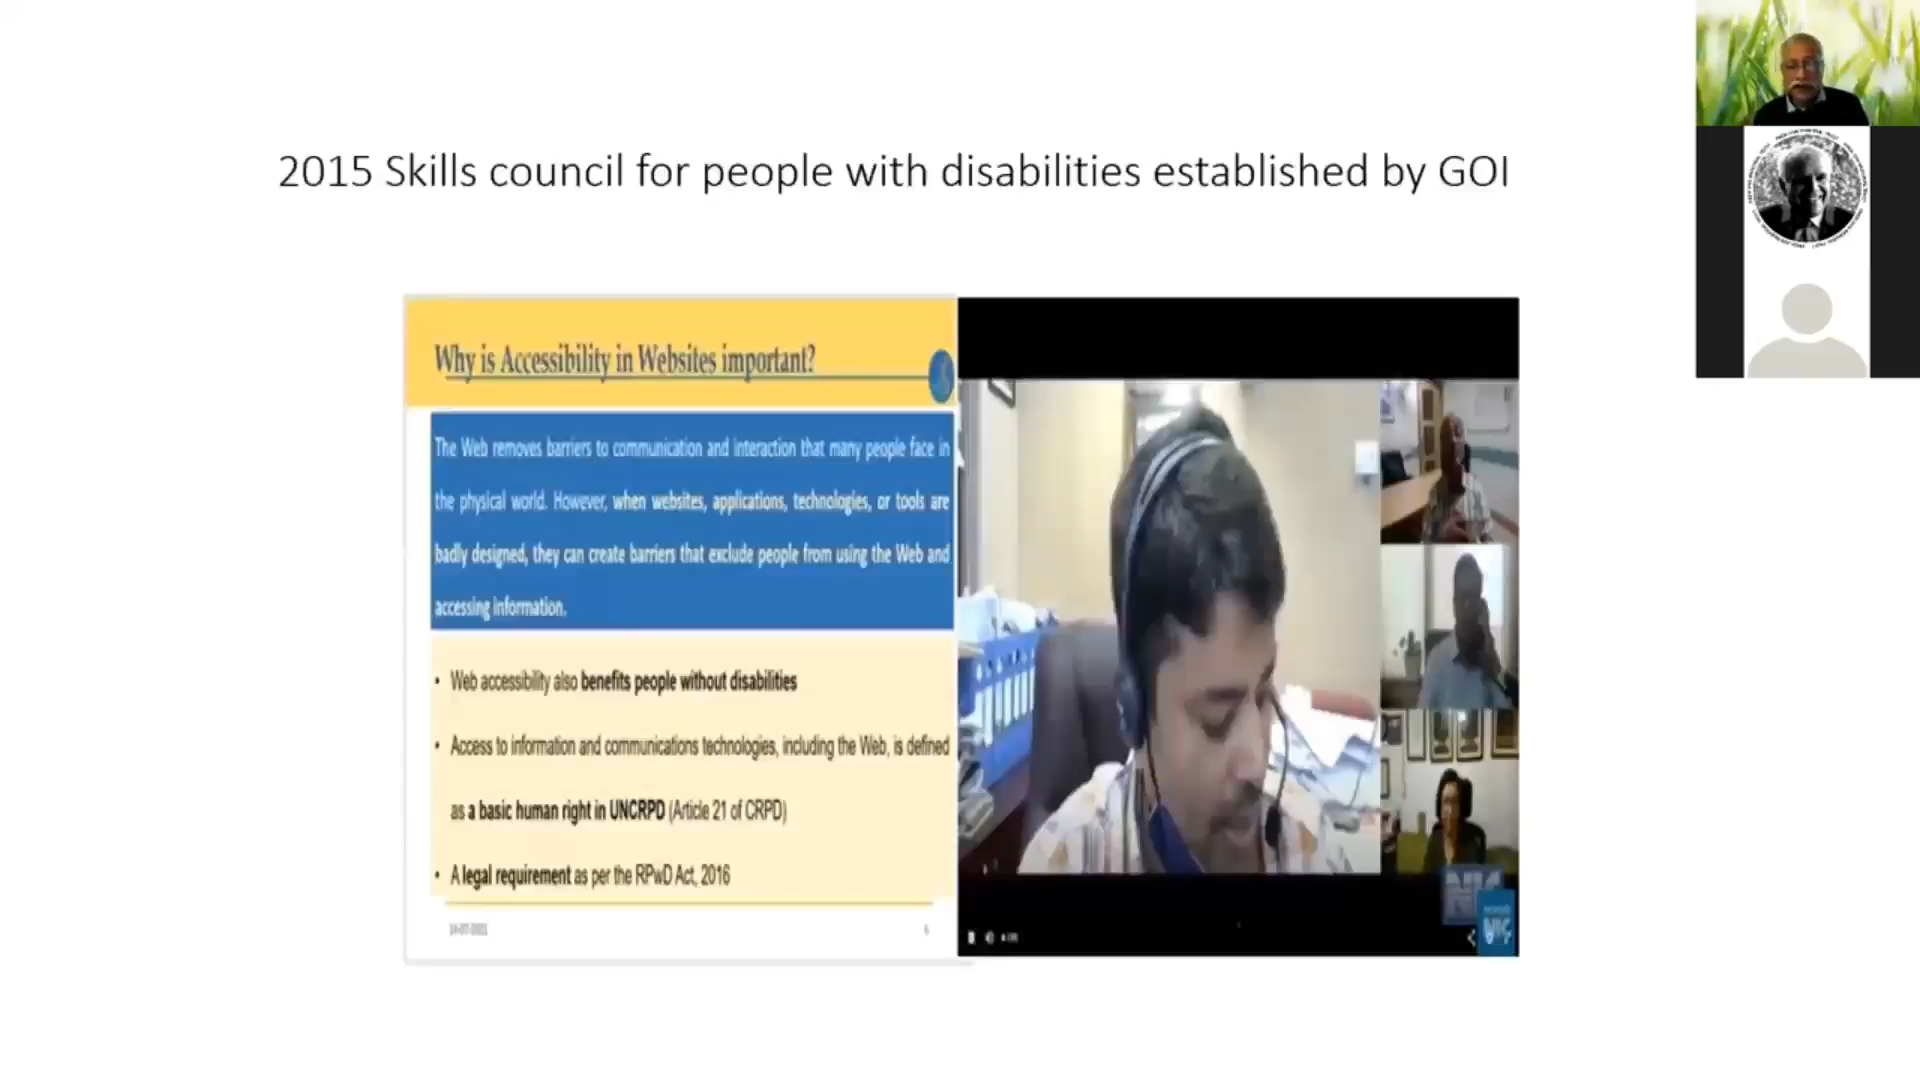 2015 Skills council for people with disabilities established by GOI
Why is Accessibility in Websites important?
The Web removes barriers to communication and interaction that many people face in
the physical world. However, when websites, applications, technologies, or tools are
badly designed, they can create barriers that exclude people from using the Web and
accessing information.
• Web accessibility also benefits people without disabilities
• Access to information and communications technologies, including the Web, is defined
as a basic human right in UNCRPD (Article 21 of CRPD)
• A legal requirement as per the RPwD Act, 2016